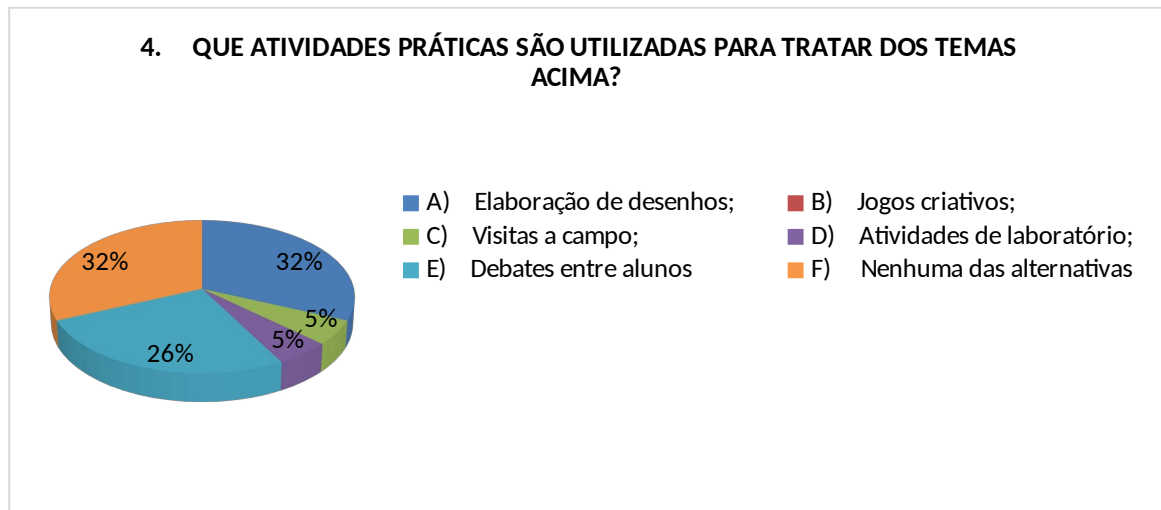 4. QUE ATIVIDADES PRÁTICAS SÃO UTILIZADAS PARA TRATAR DOS TEMAS
ACIMA?
A) Elaboração de desenhos;
B) Jogos criativos;
C) Visitas a campo;
D) Atividades de laboratório;
E) Debates entre alunos
F) Nenhuma das alternativas
32%
32%
5%
5%
26%